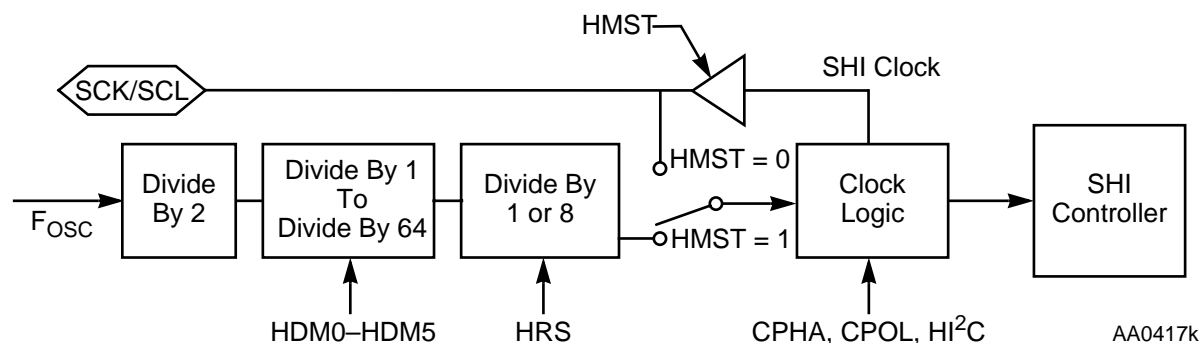 HMST
SHI Clock
SCK/SCL
HMST = 0
Divide
By 2
Divide By 1
To
Divide By 64
Divide By
1 or 8
Clock
Logic
SHI
Controller
FOSC
HMST = 1
HDM0–HDM5
HRS
CPHA, CPOL, HI²C
AA0417k